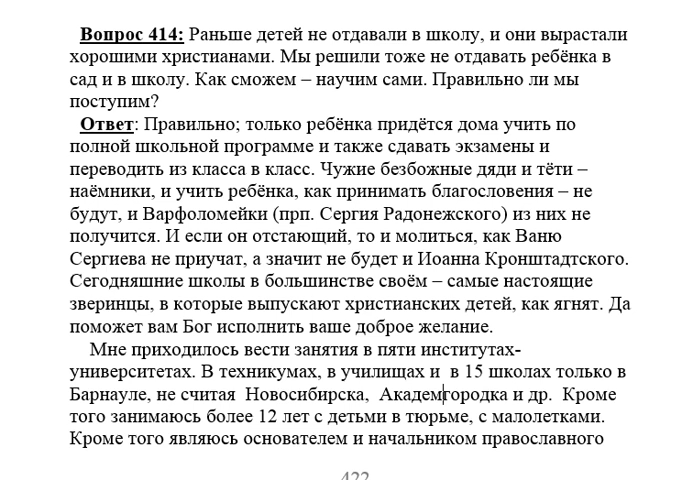 Вопрос 414: Раньше детей не отдавали в школу, и они вырастали
хорошими христианами. Мы решили тоже не отдавать ребёнка в
сад и в школу. Как сможем – научим сами. Правильно ли мы
поступим?
Ответ: Правильно; только ребёнка придётся дома учить по
полной школьной программе и также сдавать экзамены и
переводить из класса в класс. Чужие безбожные дяди и тёти –
наёмники, и учить ребёнка, как принимать благословения – не
будут, и Варфоломейки (прп. Сергия Радонежского) из них не
получится. И если он отстающий, то и молиться, как Ваню
Сергиева не приучат, а значит не будет и Иоанна Кронштадтского.
Сегодняшние школы в большинстве своём – самые настоящие
зверинцы, в которые выпускают христианских детей, как ягнят. Да
поможет вам Бог исполнить ваше доброе желание.
Мне приходилось вести занятия в пяти институтах-
университетах. В техникумах, в училищах и в 15 школах только в
Барнауле, не считая Новосибирска, Академгородка и др. Кроме
того занимаюсь более 12 лет с детьми в тюрьме, с малолетками.
Кроме того являюсь основателем и начальником православного
422